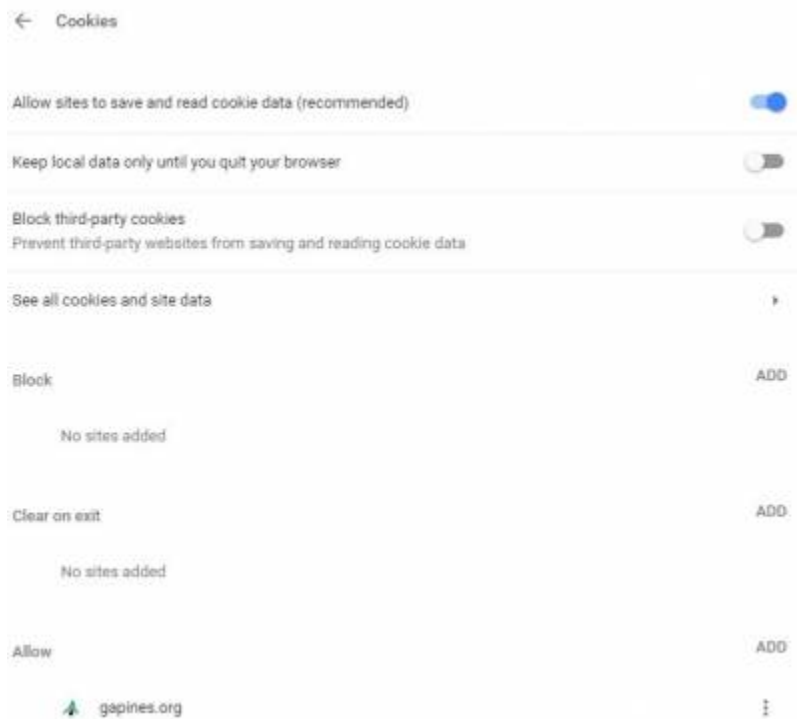 Cookies
Allow sites to save and read cookie data (recommended)
Keep local data only until you quit your browser
Block third-party cookies
Prevent third-party websites from saving and reading cookie data
See all cookies and site data
Block ADD
No sites added
Clear on exit ADD
No sites added
Allow ADD
gapines.org